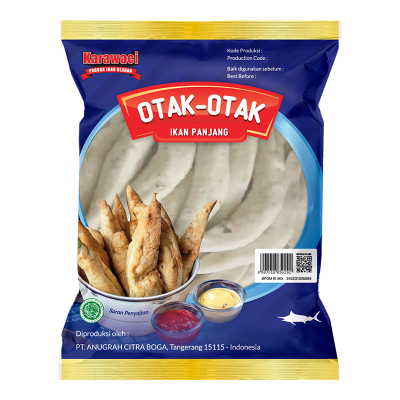 Karawaci
PRODUK IKAN OLAHAN
Kode Produksi :
Production Code :
Baik digunakan sebelum :
Best Before :
OTAK-OTAK
IKAN PANJANG
Saran Penyajian
Diproduksi oleh :
PT. ANUGRAH CITRA BOGA, Tangerang 15115 - Indonesia